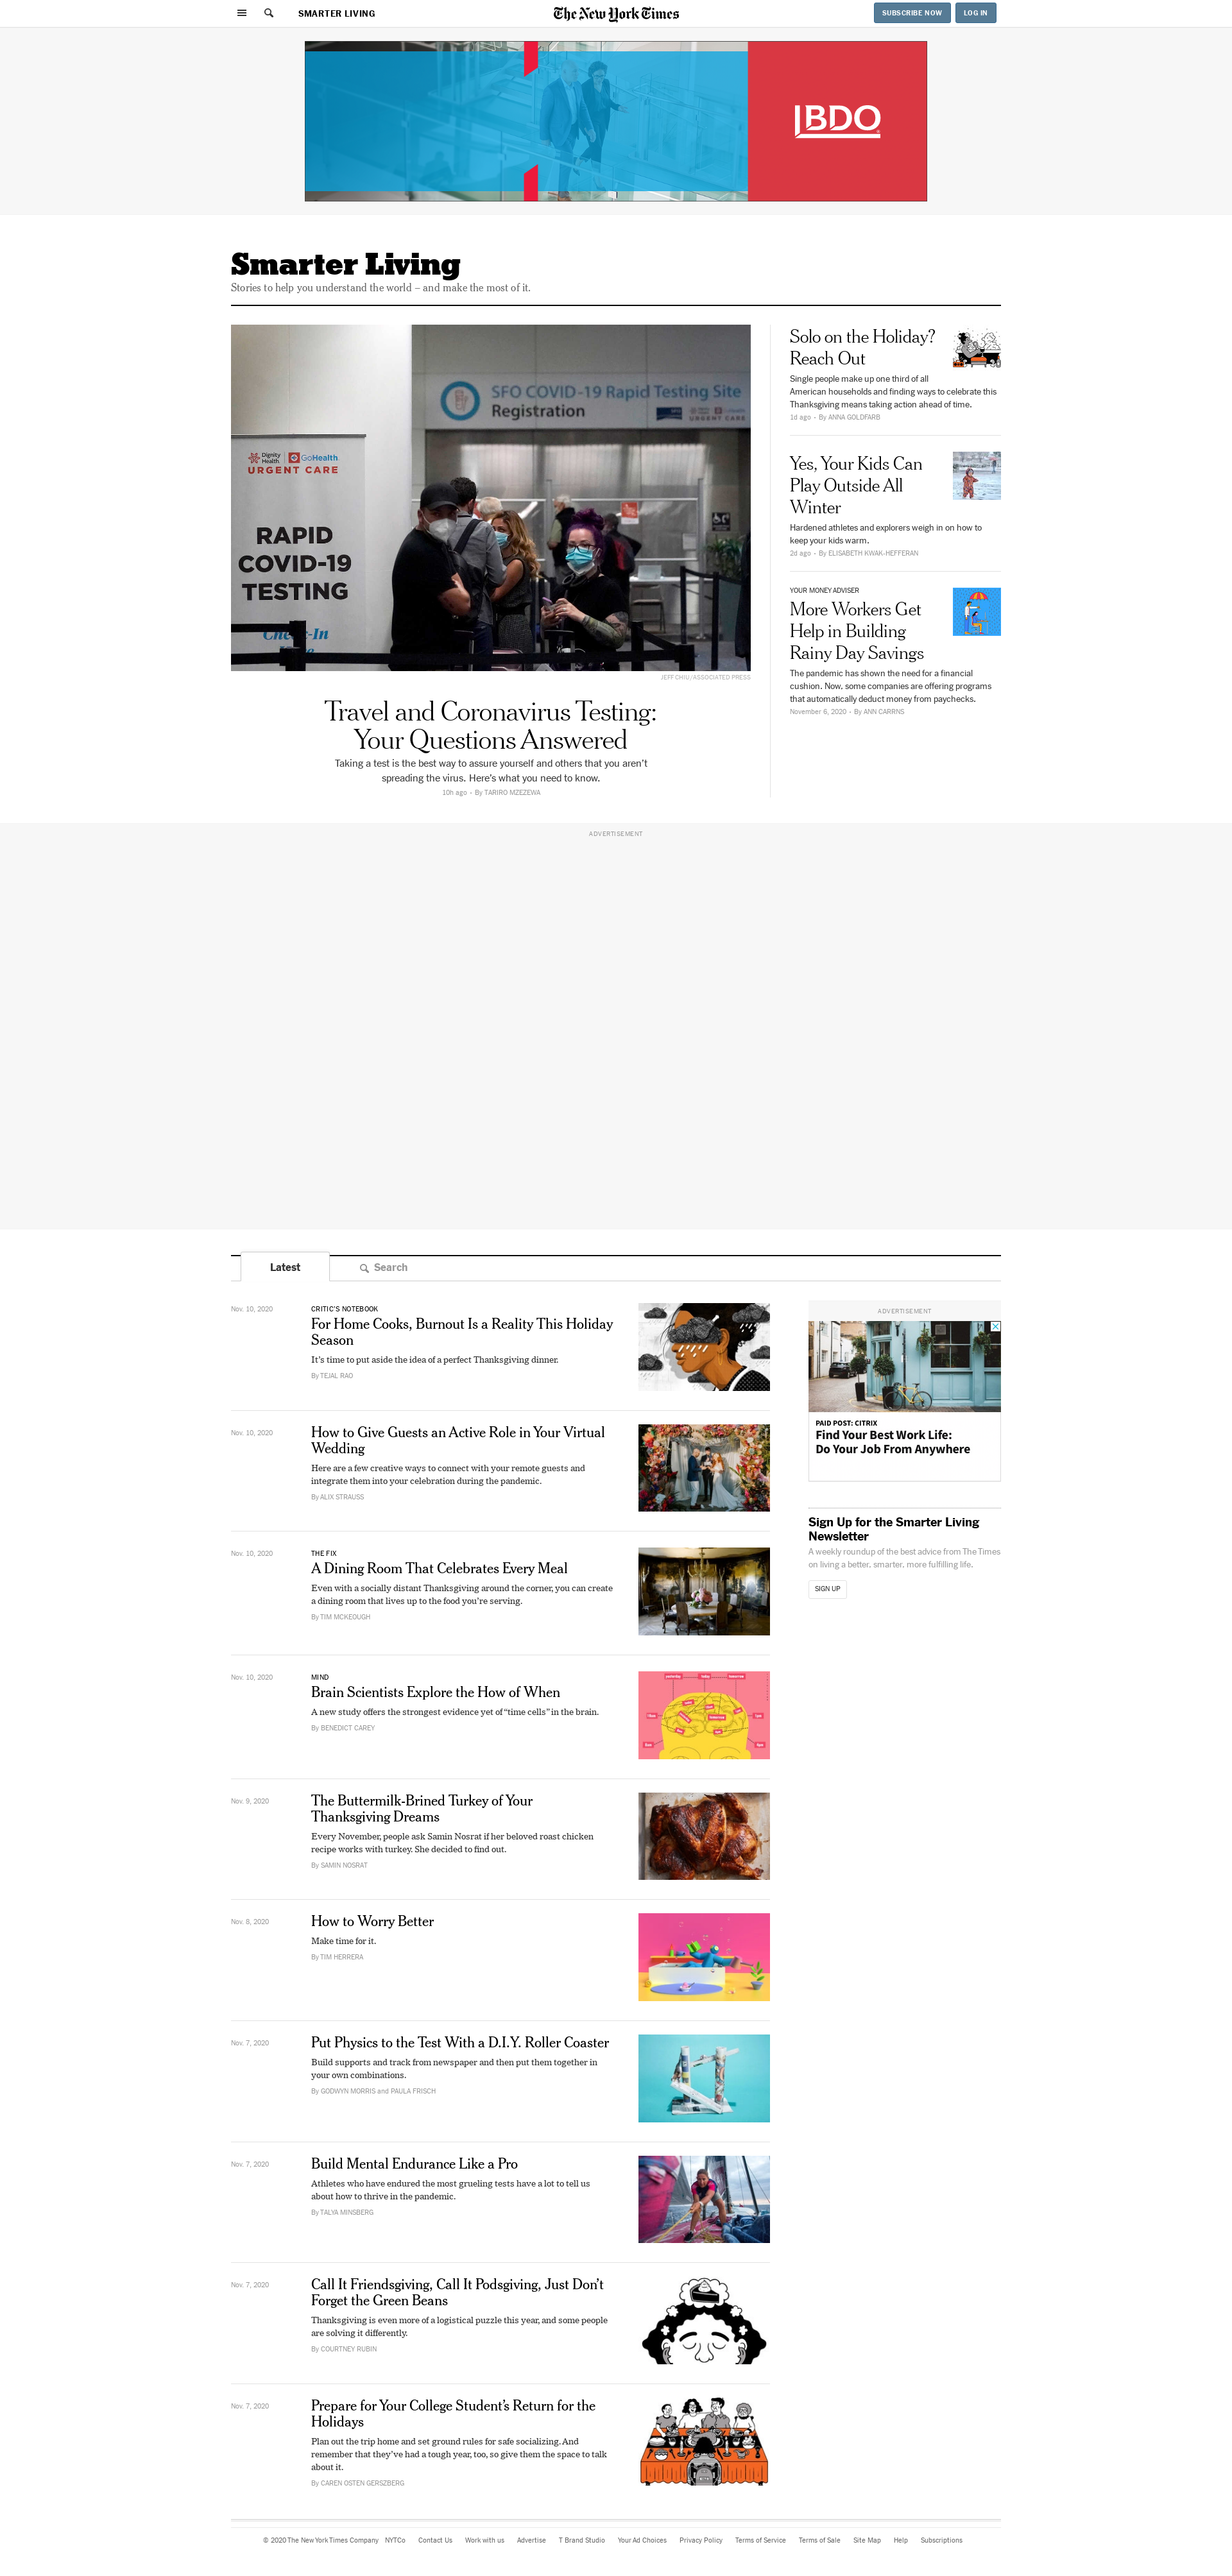 SMARTER LIVING
The New York Times
SUBSCRIBE NOW
LOG IN
BDO
Smarter Living
Stories to help you understand the world – and make the most of it.
SFO COVID-19 Rapid Testing Site
Registration
Dignity Health
GoHealth
URGENT CARE
RAPID
COVID-19
TESTING
JEFF CHIU/ASSOCIATED PRESS
Travel and Coronavirus Testing:
Your Questions Answered
Taking a test is the best way to assure yourself and others that you aren’t
spreading the virus. Here’s what you need to know.
10h ago • By TARIRO MZEZEWA
Solo on the Holiday?
Reach Out
Single people make up one third of all
American households and finding ways to celebrate this
Thanksgiving means taking action ahead of time.
1d ago • By ANNA GOLDFARB
Yes, Your Kids Can
Play Outside All
Winter
Hardened athletes and explorers weigh in on how to
keep your kids warm.
2d ago • By ELISABETH KWAK-HEFFERAN
YOUR MONEY ADVISER
More Workers Get
Help in Building
Rainy Day Savings
The pandemic has shown the need for a financial
cushion. Now, some companies are offering programs
that automatically deduct money from paychecks.
November 6, 2020 • By ANN CARRNS
ADVERTISEMENT
Latest
Search
Nov. 10, 2020
CRITIC’S NOTEBOOK
For Home Cooks, Burnout Is a Reality This Holiday
Season
It’s time to put aside the idea of a perfect Thanksgiving dinner.
By TEJAL RAO
Nov. 10, 2020
How to Give Guests an Active Role in Your Virtual
Wedding
Here are a few creative ways to connect with your remote guests and
integrate them into your celebration during the pandemic.
By ALIX STRAUSS
Nov. 10, 2020
THE FIX
A Dining Room That Celebrates Every Meal
Even with a socially distant Thanksgiving around the corner, you can create
a dining room that lives up to the food you’re serving.
By TIM MCKEOUGH
Nov. 10, 2020
MIND
Brain Scientists Explore the How of When
A new study offers the strongest evidence yet of “time cells” in the brain.
By BENEDICT CAREY
Nov. 9, 2020
The Buttermilk-Brined Turkey of Your
Thanksgiving Dreams
Every November, people ask Samin Nosrat if her beloved roast chicken
recipe works with turkey. She decided to find out.
By SAMIN NOSRAT
Nov. 8, 2020
How to Worry Better
Make time for it.
By TIM HERRERA
Nov. 7, 2020
Put Physics to the Test With a D.I.Y. Roller Coaster
Build supports and track from newspaper and then put them together in
your own combinations.
By GODWYN MORRIS and PAULA FRISCH
Nov. 7, 2020
Build Mental Endurance Like a Pro
Athletes who have endured the most grueling tests have a lot to tell us
about how to thrive in the pandemic.
By TALYA MINSBERG
Nov. 7, 2020
Call It Friendsgiving, Call It Podsgiving, Just Don’t
Forget the Green Beans
Thanksgiving is even more of a logistical puzzle this year, and some people
are solving it differently.
By COURTNEY RUBIN
Nov. 7, 2020
Prepare for Your College Student’s Return for the
Holidays
Plan out the trip home and set ground rules for safe socializing. And
remember that they’ve had a tough year, too, so give them the space to talk
about it.
By CAREN OSTEN GERSZBERG
ADVERTISEMENT
PAID POST: CITRIX
Find Your Best Work Life:
Do Your Job From Anywhere
Sign Up for the Smarter Living
Newsletter
A weekly roundup of the best advice from The Times
on living a better, smarter, more fulfilling life.
SIGN UP
© 2020 The New York Times Company NYTCo Contact Us Work with us Advertise T Brand Studio Your Ad Choices Privacy Policy Terms of Service Terms of Sale Site Map Help Subscriptions